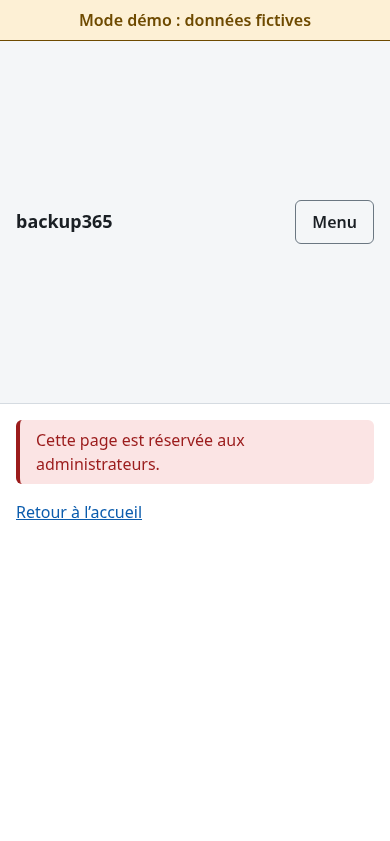 Mode démo : données fictives
backup365
Menu
Cette page est réservée aux
administrateurs.
Retour à l’accueil